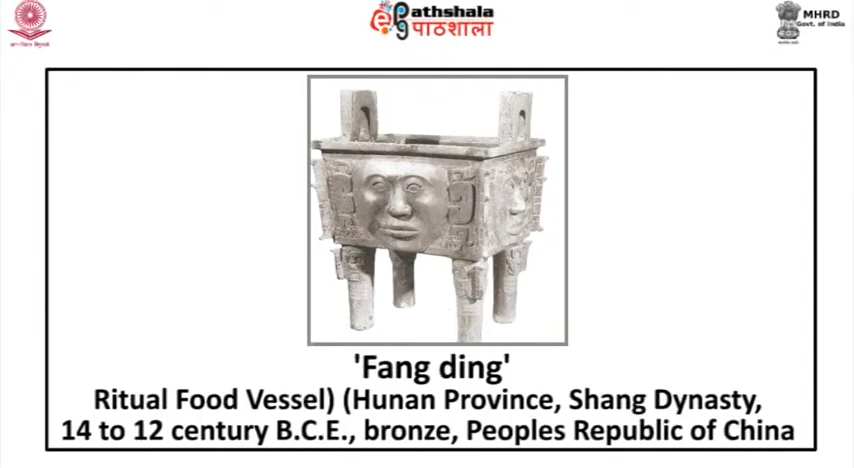 epgpathshala
पाठशाला
MHRD
Govt. of India
'Fang ding'
Ritual Food Vessel) (Hunan Province, Shang Dynasty,
14 to 12 century B.C.E., bronze, Peoples Republic of China